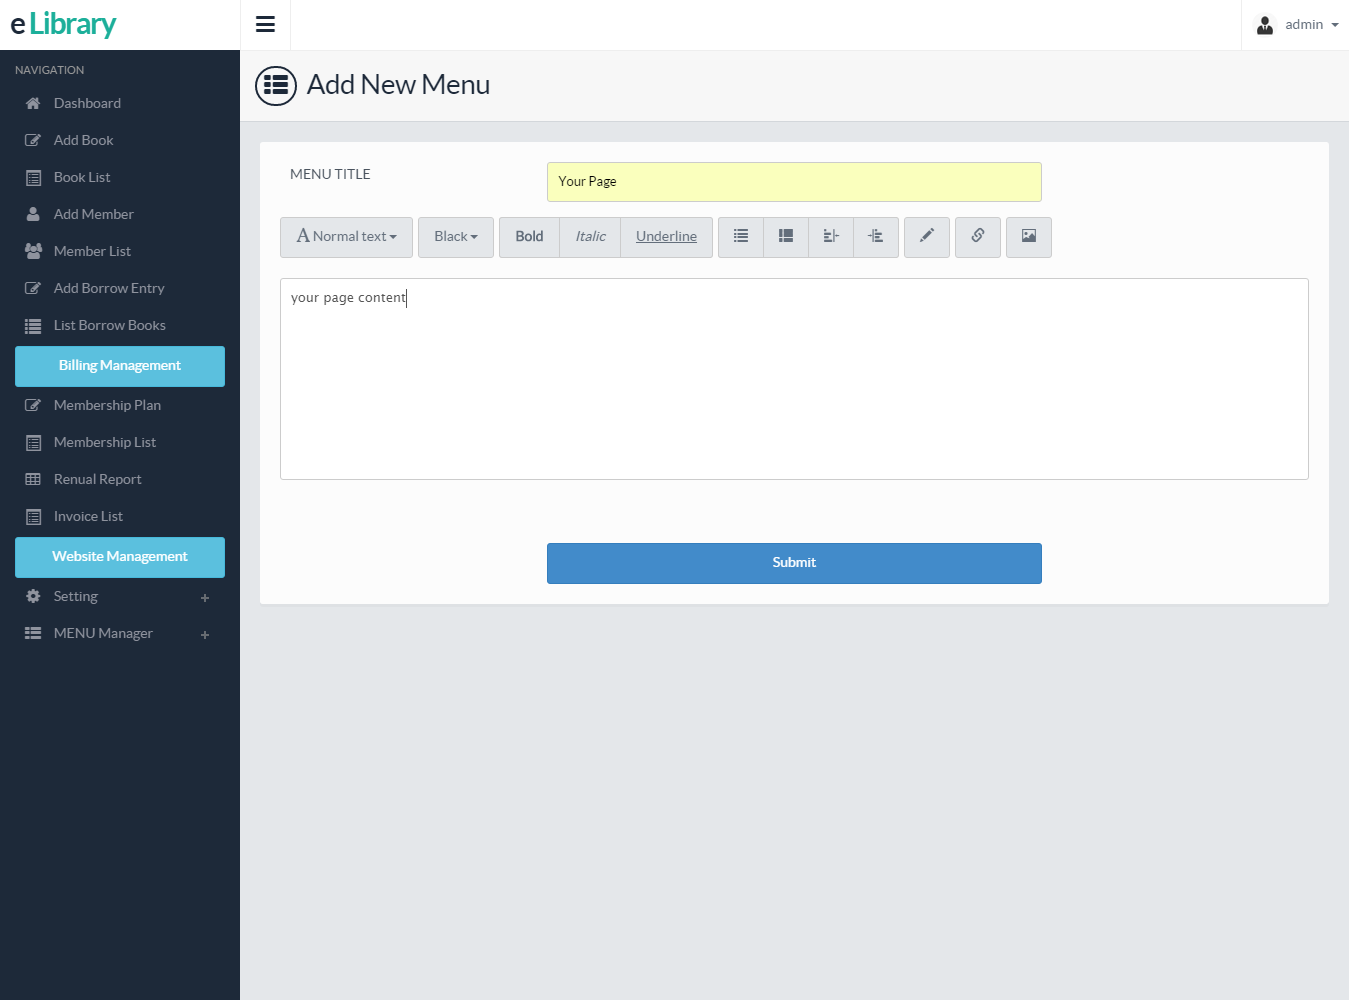 e Library
admin
NAVIGATION
Dashboard
Add Book
Book List
Add Member
Member List
Add Borrow Entry
List Borrow Books
Billing Management
Membership Plan
Membership List
Renual Report
Invoice List
Website Management
Setting
MENU Manager
Add New Menu
MENU TITLE
Your Page
A Normal text
Black
Bold
Italic
Underline
your page content
Submit